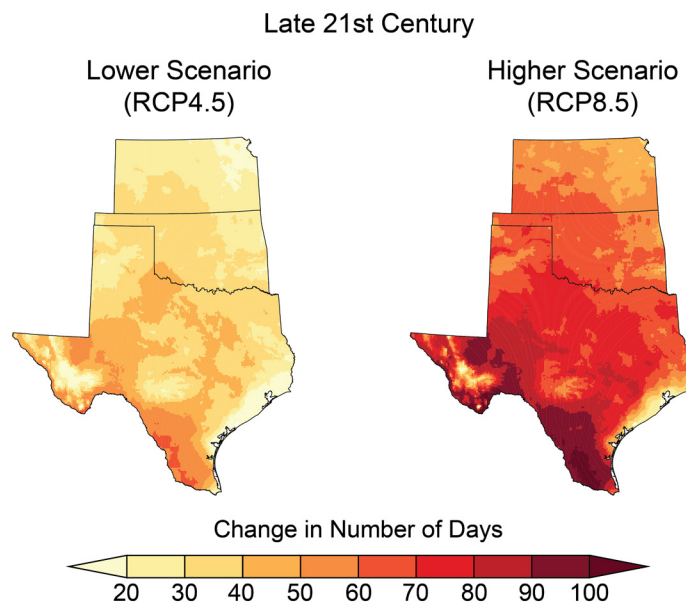 Late 21st Century
Lower Scenario
(RCP4.5)
Higher Scenario
(RCP8.5)
Change in Number of Days
20 30 40 50 60 70 80 90 100